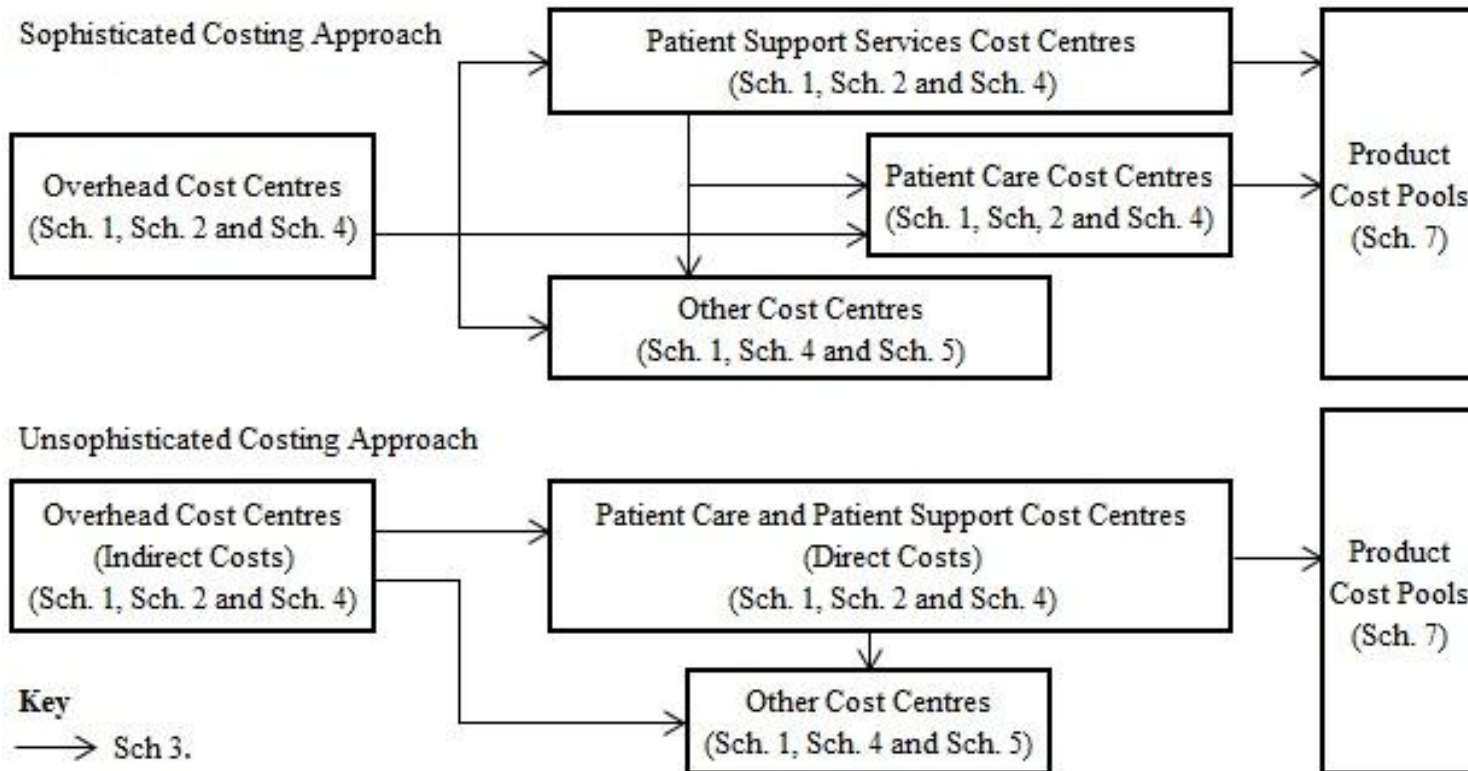 Sophisticated Costing Approach
Patient Support Services Cost Centres
(Sch. 1, Sch. 2 and Sch. 4)
Overhead Cost Centres
(Sch. 1, Sch. 2 and Sch. 4)
Patient Care Cost Centres
(Sch. 1, Sch, 2 and Sch. 4)
Product
Cost Pools
(Sch. 7)
Other Cost Centres
(Sch. 1, Sch. 4 and Sch. 5)
Unsophisticated Costing Approach
Overhead Cost Centres
(Indirect Costs)
(Sch. 1, Sch. 2 and Sch. 4)
Patient Care and Patient Support Cost Centres
(Direct Costs)
(Sch. 1, Sch. 2 and Sch. 4)
Product
Cost Pools
(Sch. 7)
Other Cost Centres
(Sch. 1, Sch. 4 and Sch. 5)
Key
Sch 3.